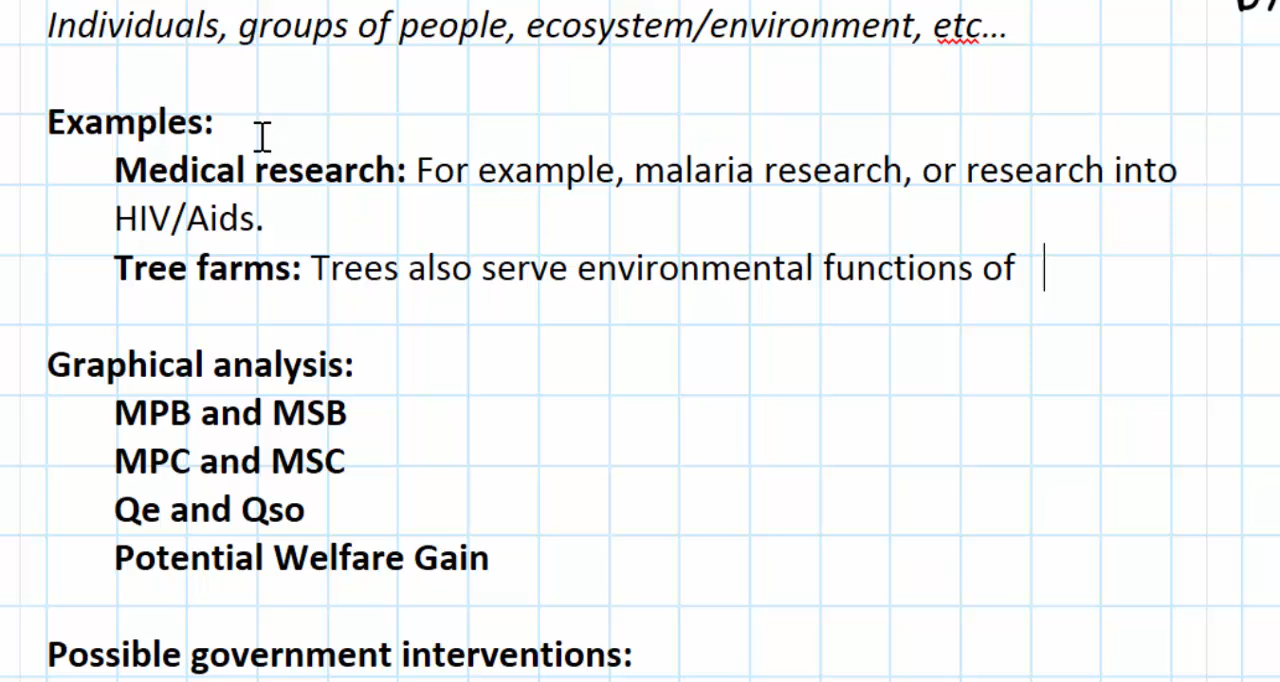 Individuals, groups of people, ecosystem/environment, etc...
Examples:
Medical research: For example, malaria research, or research into
HIV/Aids.
Tree farms: Trees also serve environmental functions of
Graphical analysis:
MPB and MSB
MPC and MSC
Qe and Qso
Potential Welfare Gain
Possible government interventions: